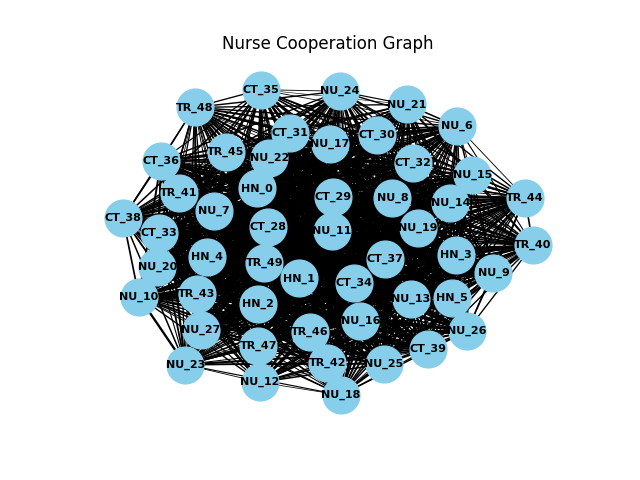 Nurse Cooperation Graph
CT_35
NU_24
TR_48
NU_21
NU_6
CT_31
CT_30
NU_17
TR_45
NU_22
CT_36
CT_32
NU_15
HN_0
TR_41
CT_29
NU_8
NU_14
TR_44
NU_7
CT_38
CT_28
NU_19
NU_11
CT_33
TR_40
HN_3
HN_4
CT_37
TR_49
NU_20
NU_9
HN_1
CT_34
TR_43
NU_10
NU_13
HN_5
HN_2
NU_16
NU_27
TR_46
NU_26
TR_47
CT_39
TR_42
NU_25
NU_23
NU_12
NU_18